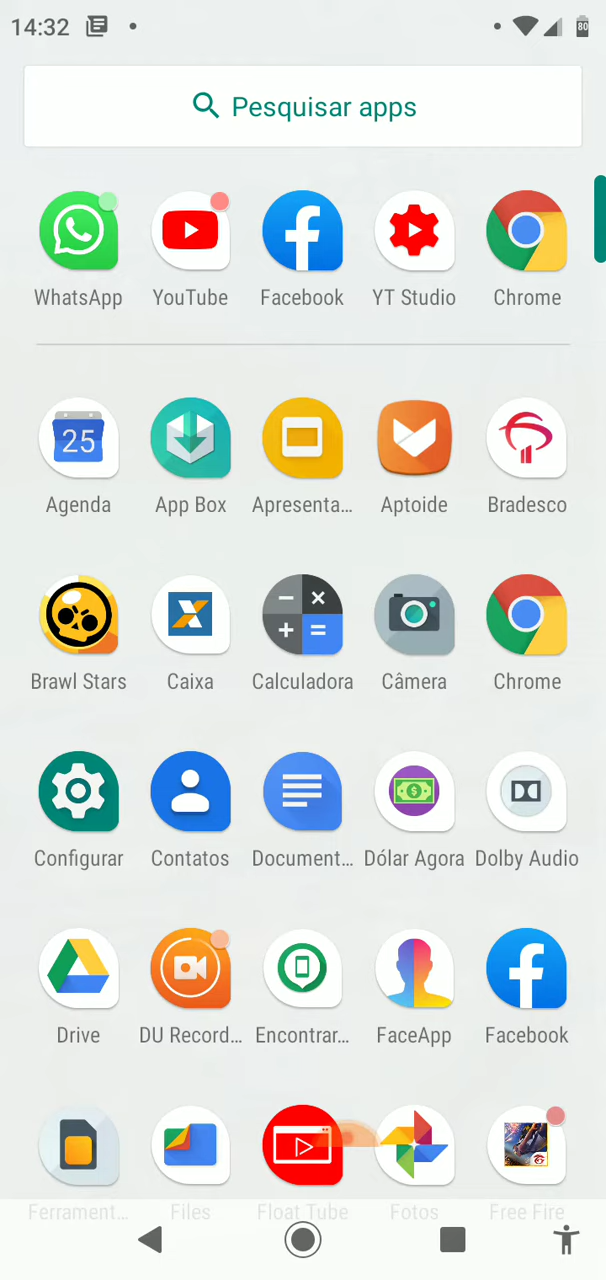 14:32
80
Pesquisar apps
WhatsApp YouTube Facebook YT Studio Chrome
25
Agenda App Box Apresenta... Aptoide Bradesco
Brawl Stars Caixa Calculadora Câmera Chrome
Configurar Contatos Document... Dólar Agora Dolby Audio
Drive DU Record... Encontrar... FaceApp Facebook
Ferrament... Files Float Tube Fotos Free Fire